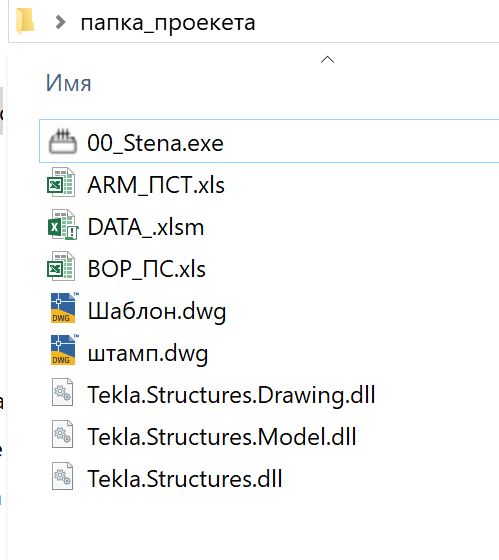 папка_проекета
Имя
00_Stena.exe
ARM_ПСТ.xls
DATA_.xlsm
ВОР_ПС.xls
Шаблон.dwg
штамп.dwg
Tekla.Structures.Drawing.dll
Tekla.Structures.Model.dll
Tekla.Structures.dll